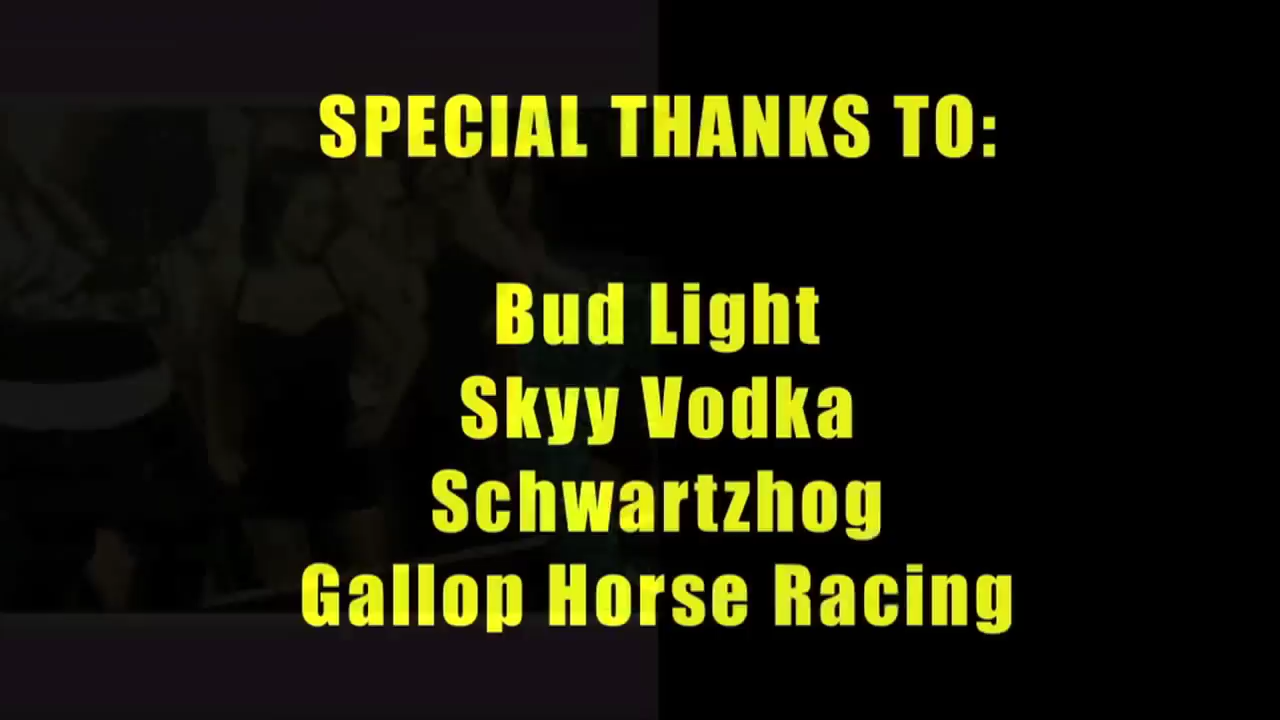 SPECIAL THANKS TO:
Bud Light
Skyy Vodka
Schwartzhog
Gallop Horse Racing